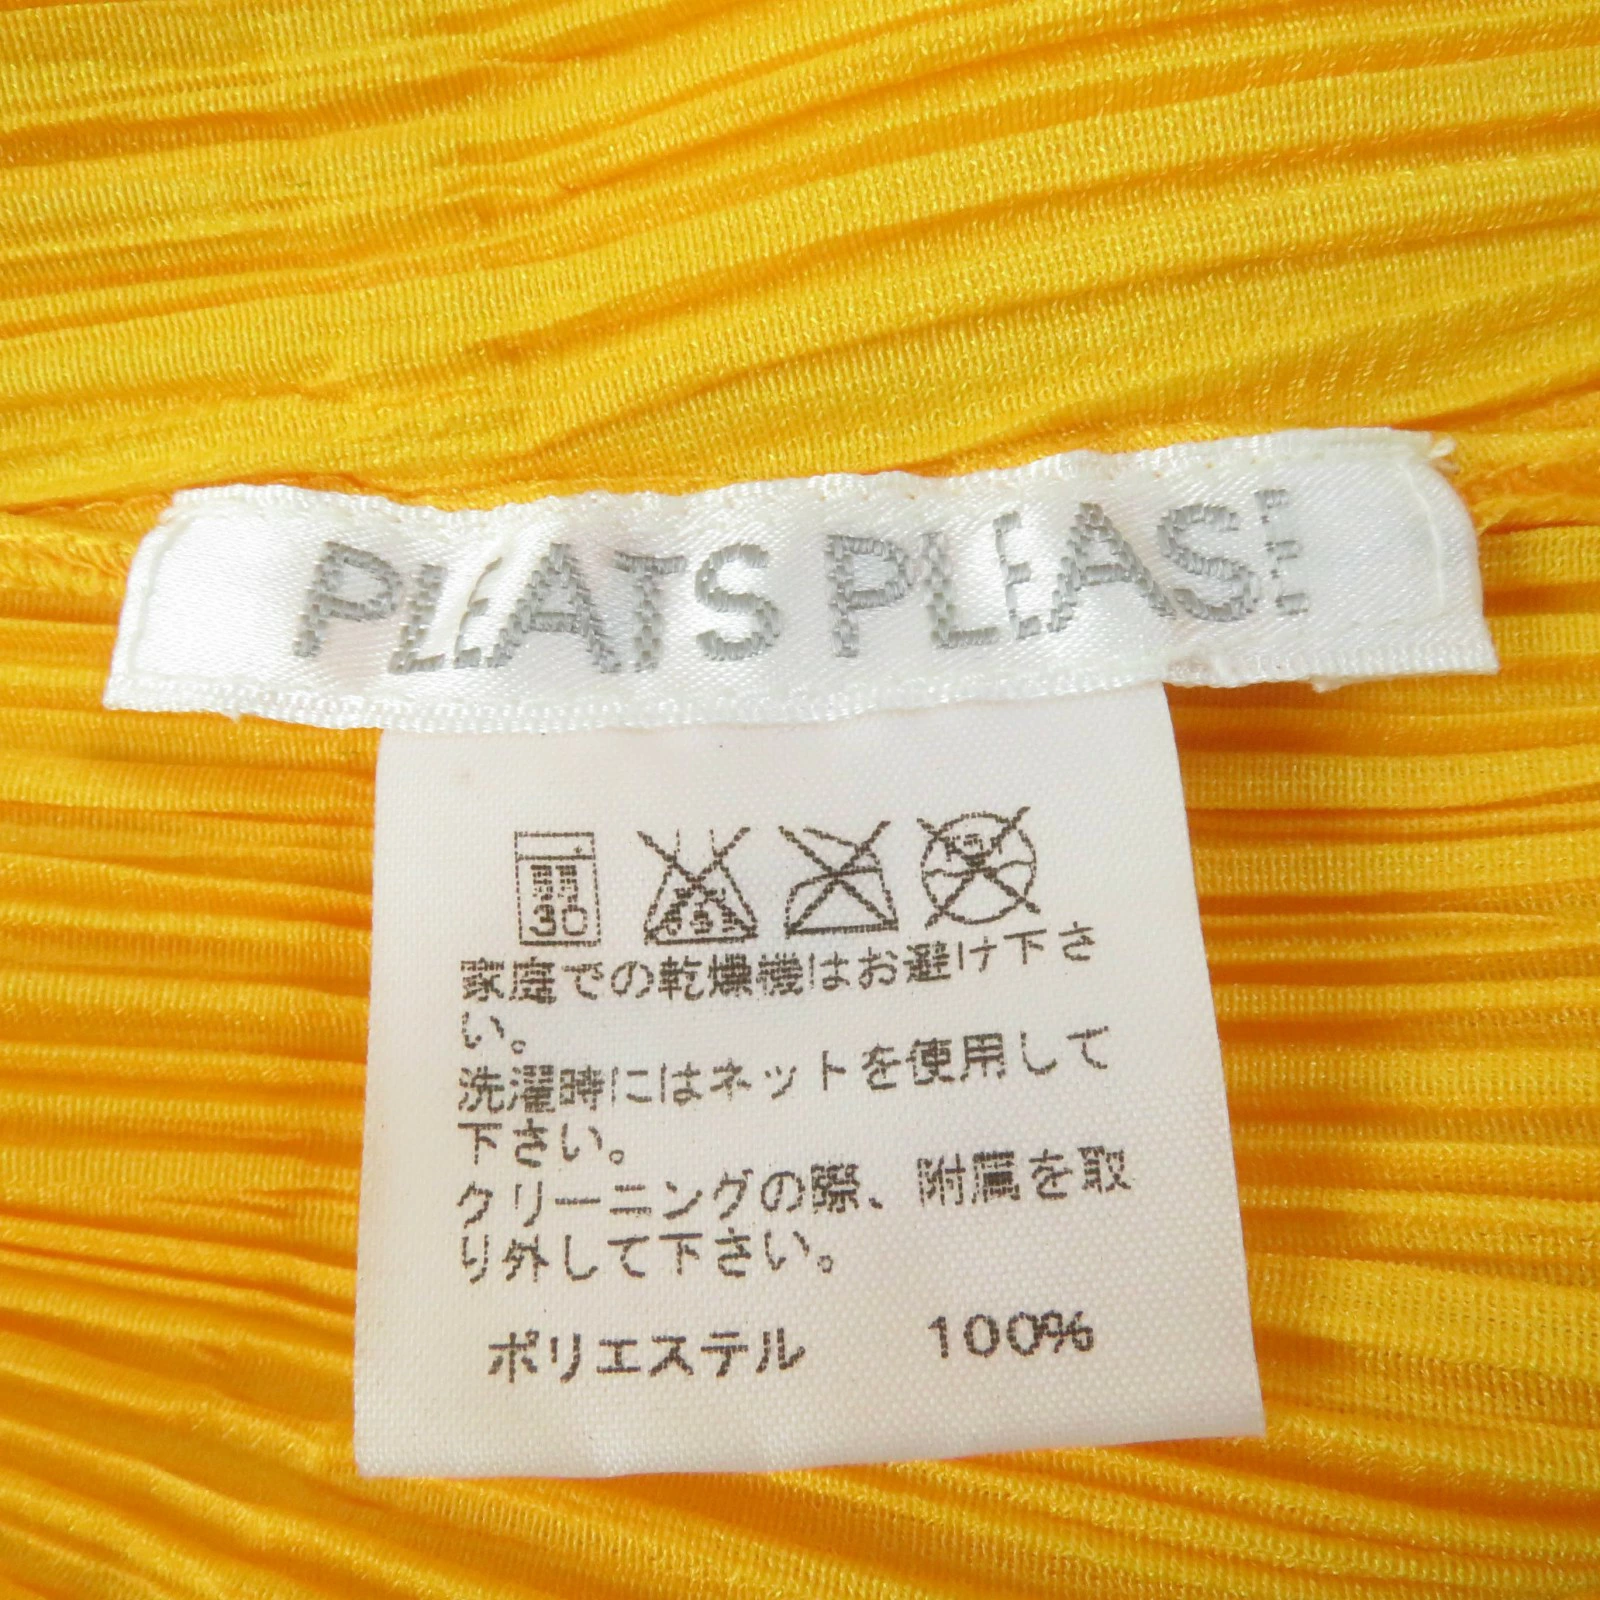 PLEATS PLEASE
弱
30
家庭での乾燥機はお避け下さ
い。
洗濯時にはネットを使用して
下さい。
クリーニングの際、附属を取
り外して下さい。
ポリエステル 100%